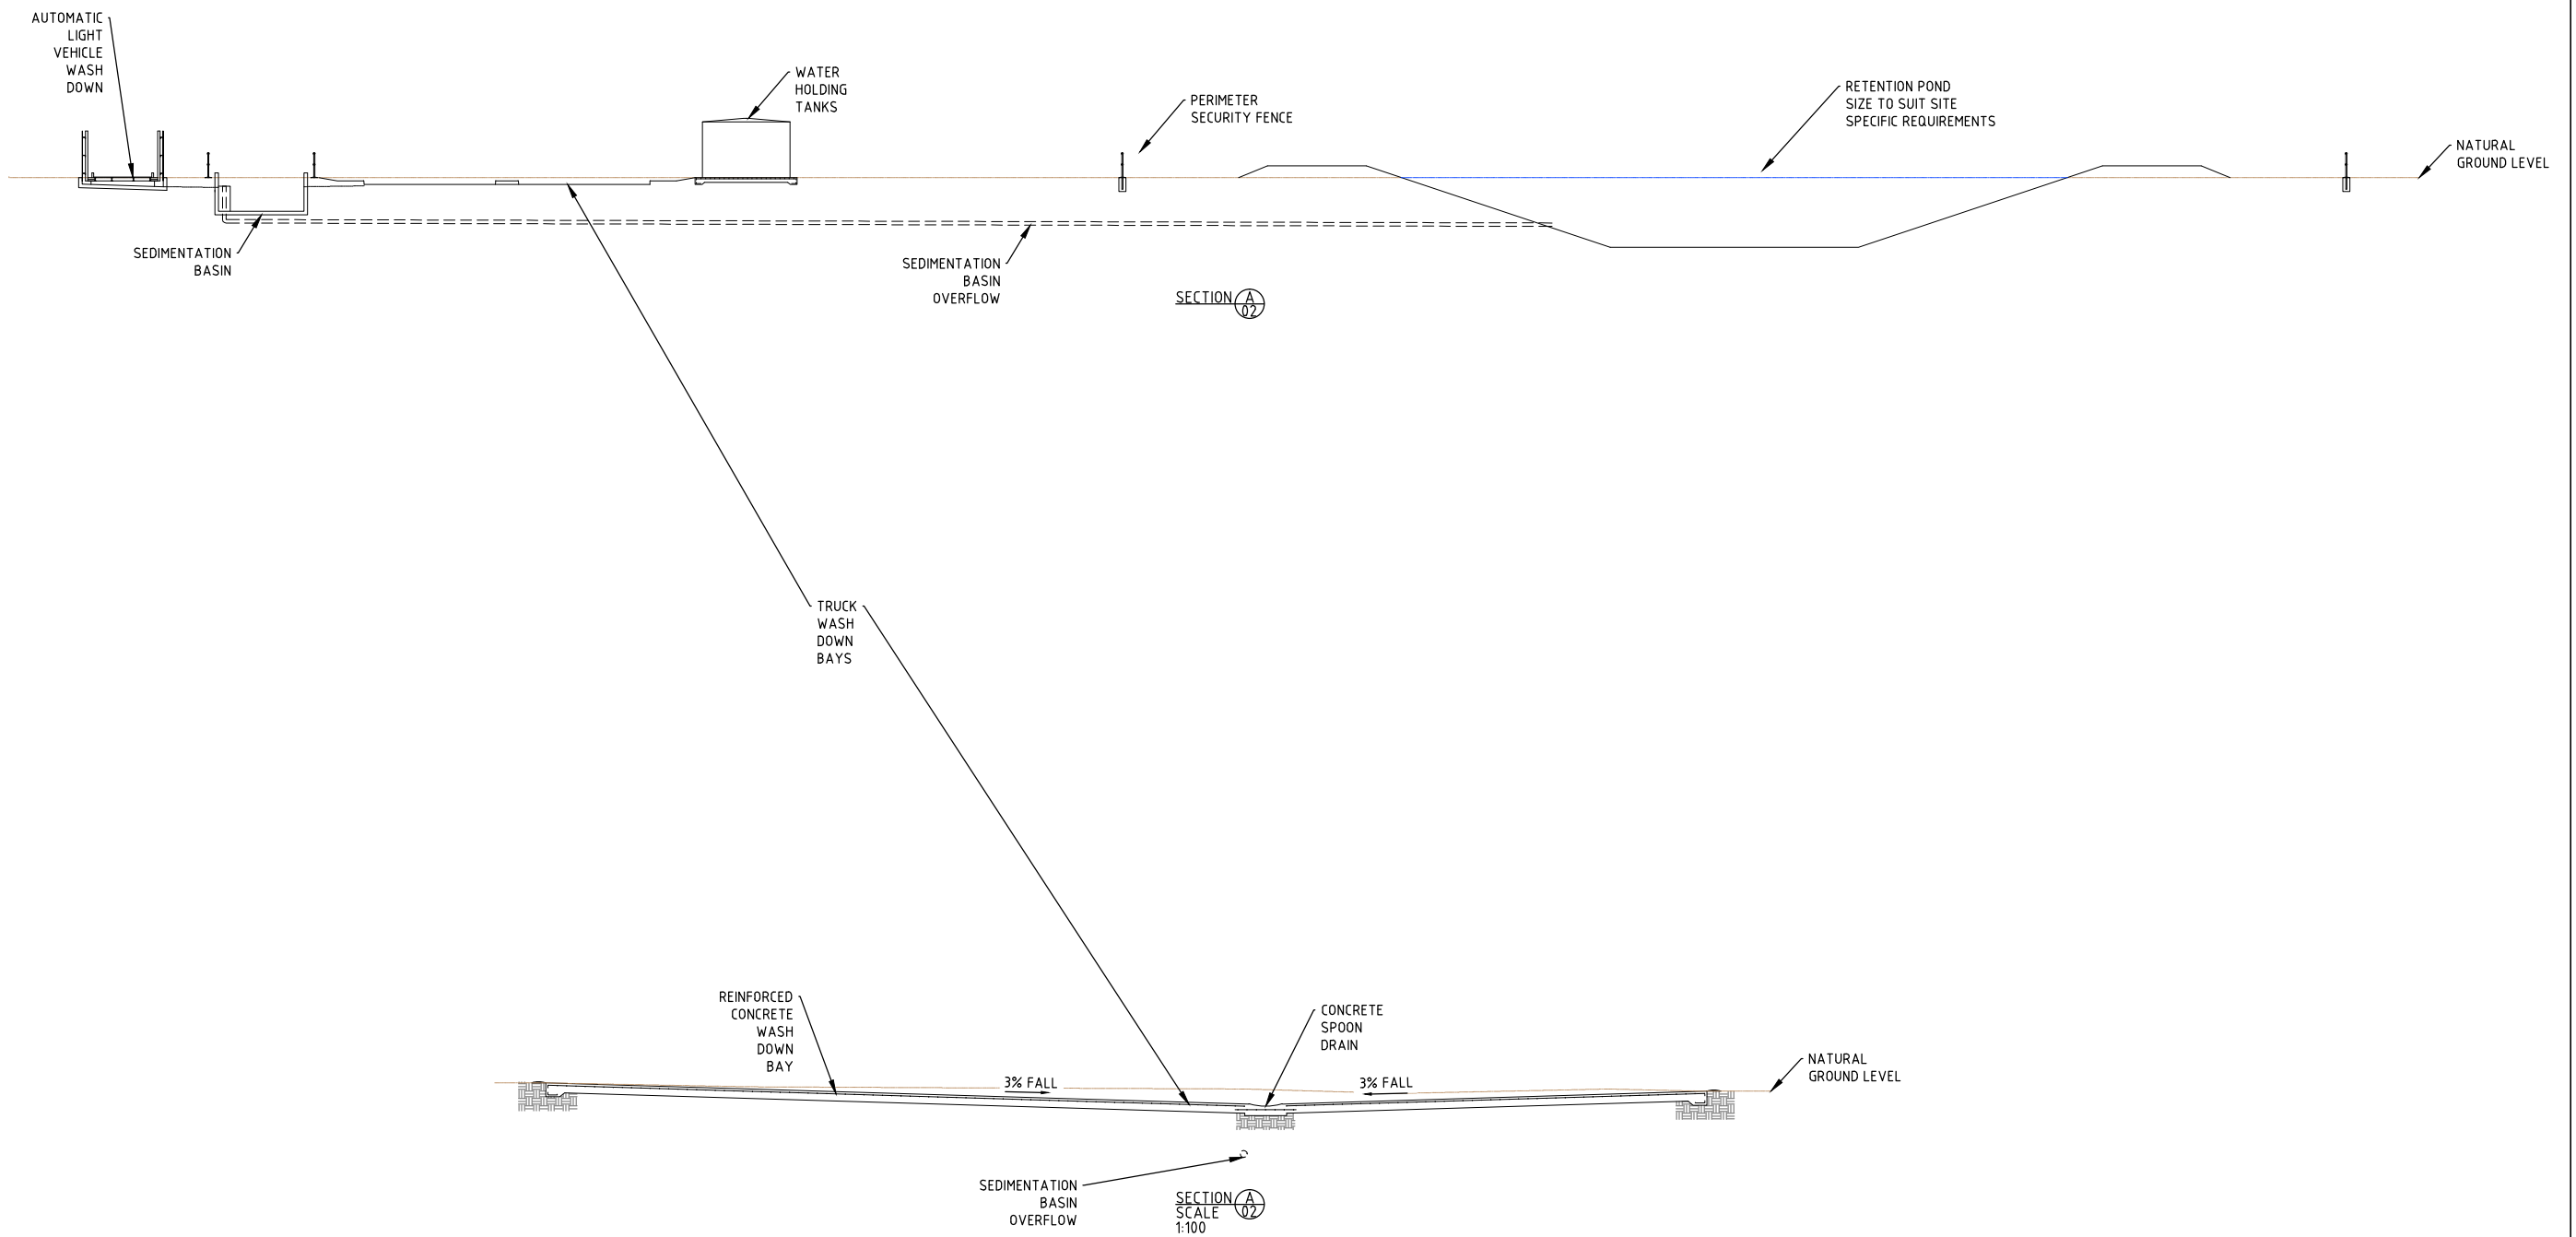 AUTOMATIC
LIGHT
VEHICLE
WASH
DOWN
WATER
HOLDING
TANKS
PERIMETER
SECURITY FENCE
RETENTION POND
SIZE TO SUIT SITE
SPECIFIC REQUIREMENTS
NATURAL
GROUND LEVEL
SEDIMENTATION
BASIN
SEDIMENTATION
BASIN
OVERFLOW
SECTION A
02
TRUCK
WASH
DOWN
BAYS
REINFORCED
CONCRETE
WASH
DOWN
BAY
3% FALL
CONCRETE
SPOON
DRAIN
3% FALL
NATURAL
GROUND LEVEL
SEDIMENTATION
BASIN
OVERFLOW
SECTION A
SCALE 02
1:100